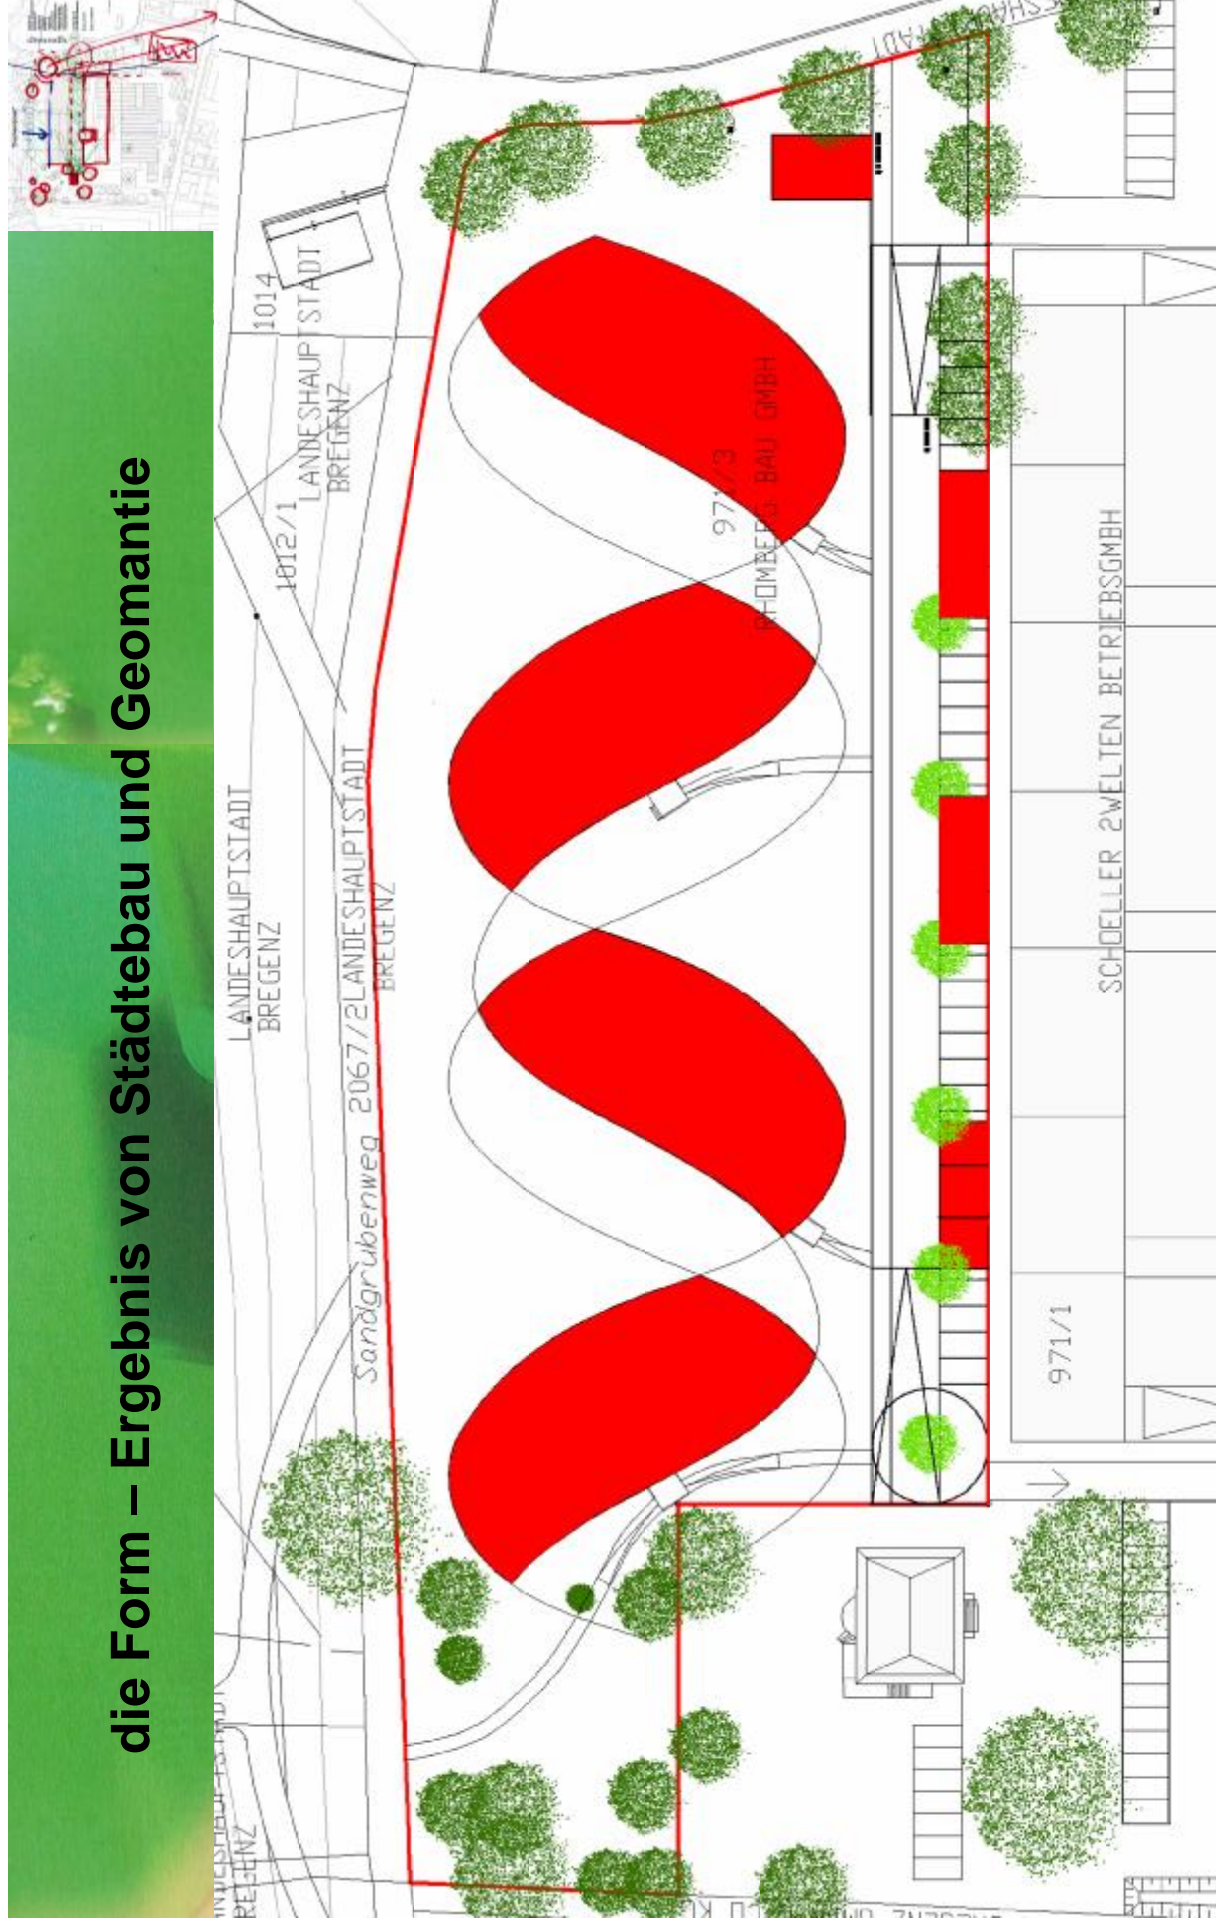 die Form – Ergebnis von Städtebau und Geomantie
1014
LANDESHAUPTSTADT
BREGENZ
1012/1
LANDESHAUPTSTADT
BREGENZ
Sandgrubenweg 2067/2
LANDESHAUPTSTADT
BREGENZ
971/3
RHOMBERG BAU GMBH
SCHOELLER 2WELTEN BETRIEBSGMBH
971/1